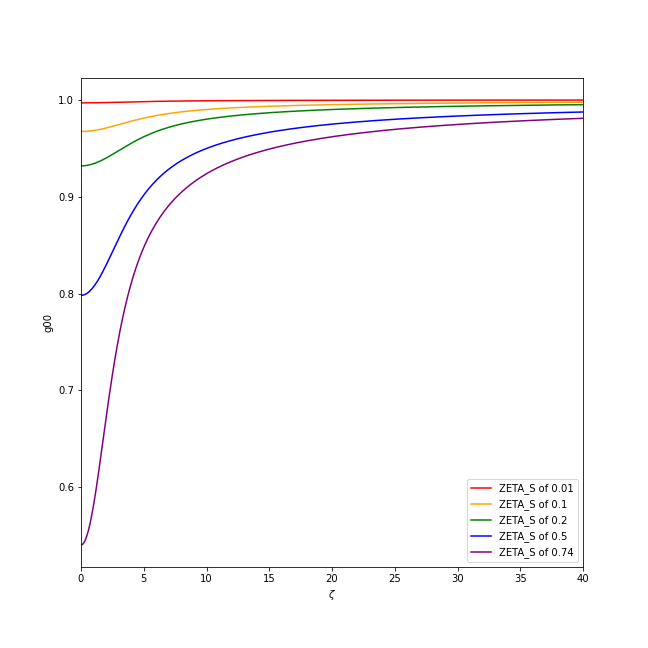 1.0
0.9
0.8
0.7
0.6
g00
0 5 10 15 20 25 30 35 40
ζ
ZETA_S of 0.01
ZETA_S of 0.1
ZETA_S of 0.2
ZETA_S of 0.5
ZETA_S of 0.74